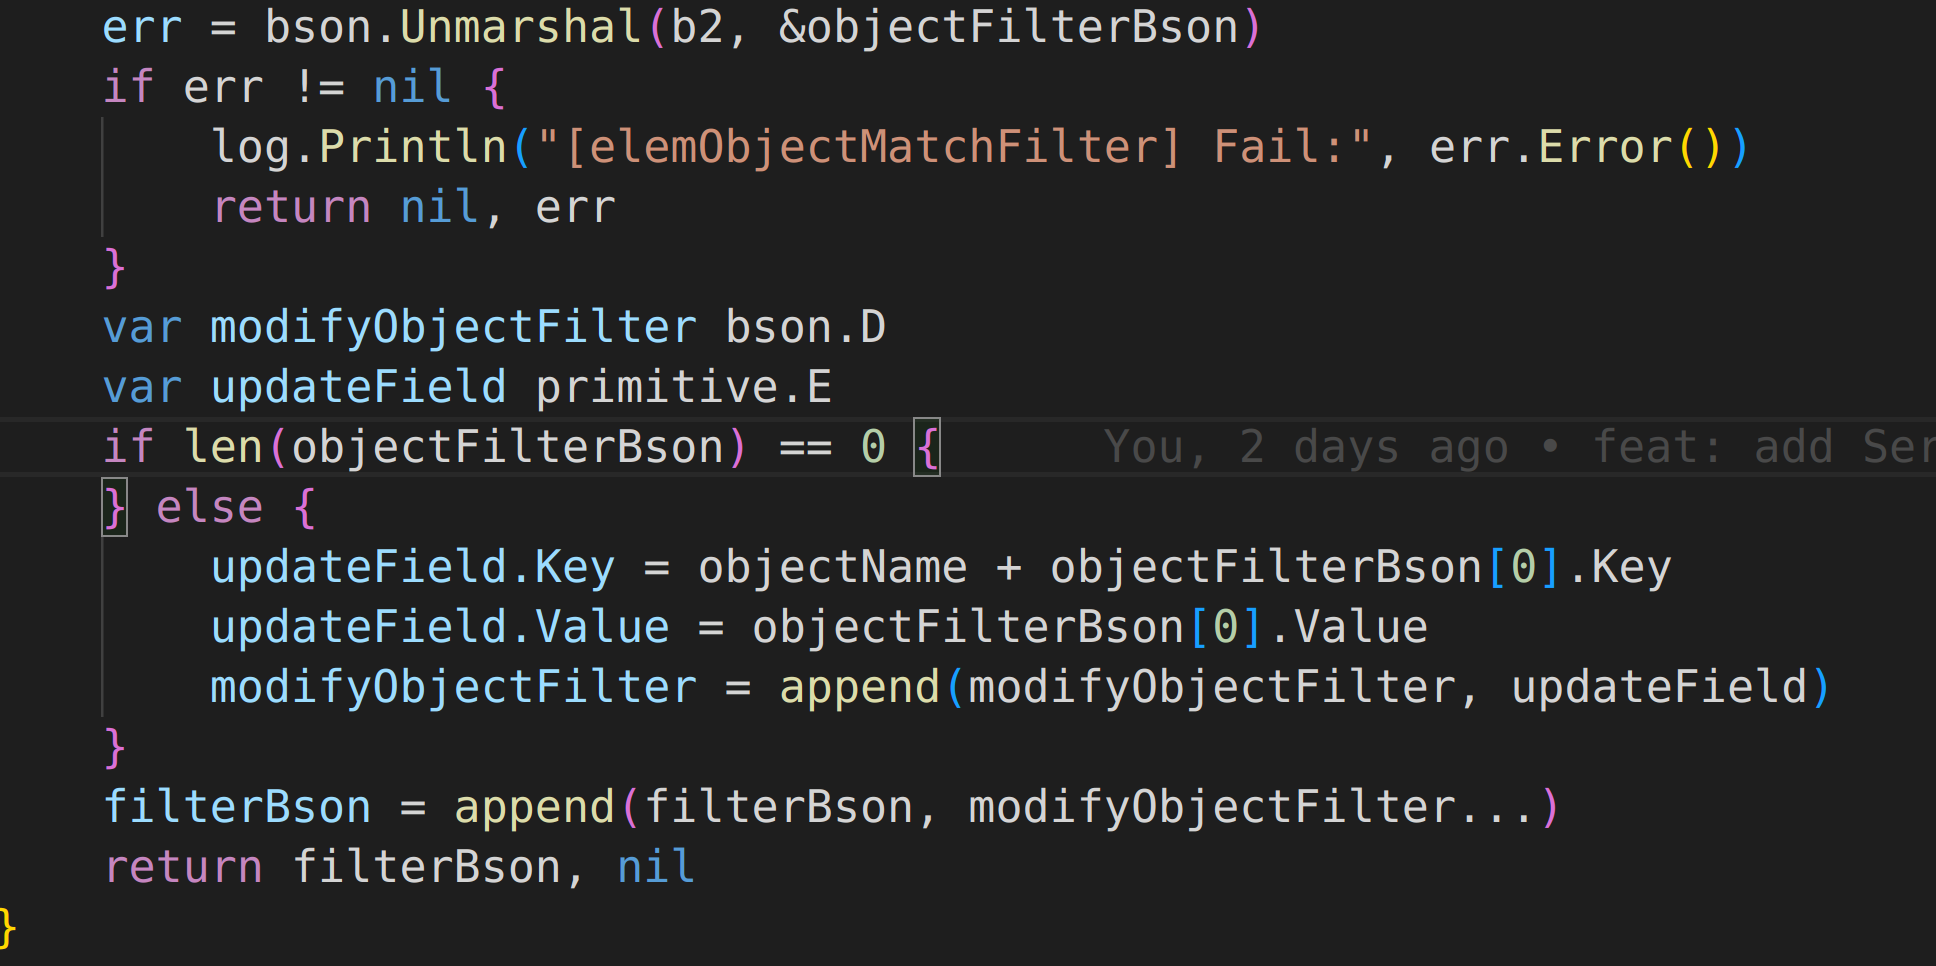 err = bson.Unmarshal(b2, &objectFilterBson)
if err != nil {
log.Println("[elemObjectMatchFilter] Fail:", err.Error())
return nil, err
}
var modifyObjectFilter bson.D
var updateField primitive.E
if len(objectFilterBson) == 0 { You, 2 days ago • feat: add Ser
} else {
updateField.Key = objectName + objectFilterBson[0].Key
updateField.Value = objectFilterBson[0].Value
modifyObjectFilter = append(modifyObjectFilter, updateField)
}
filterBson = append(filterBson, modifyObjectFilter...)
return filterBson, nil
}